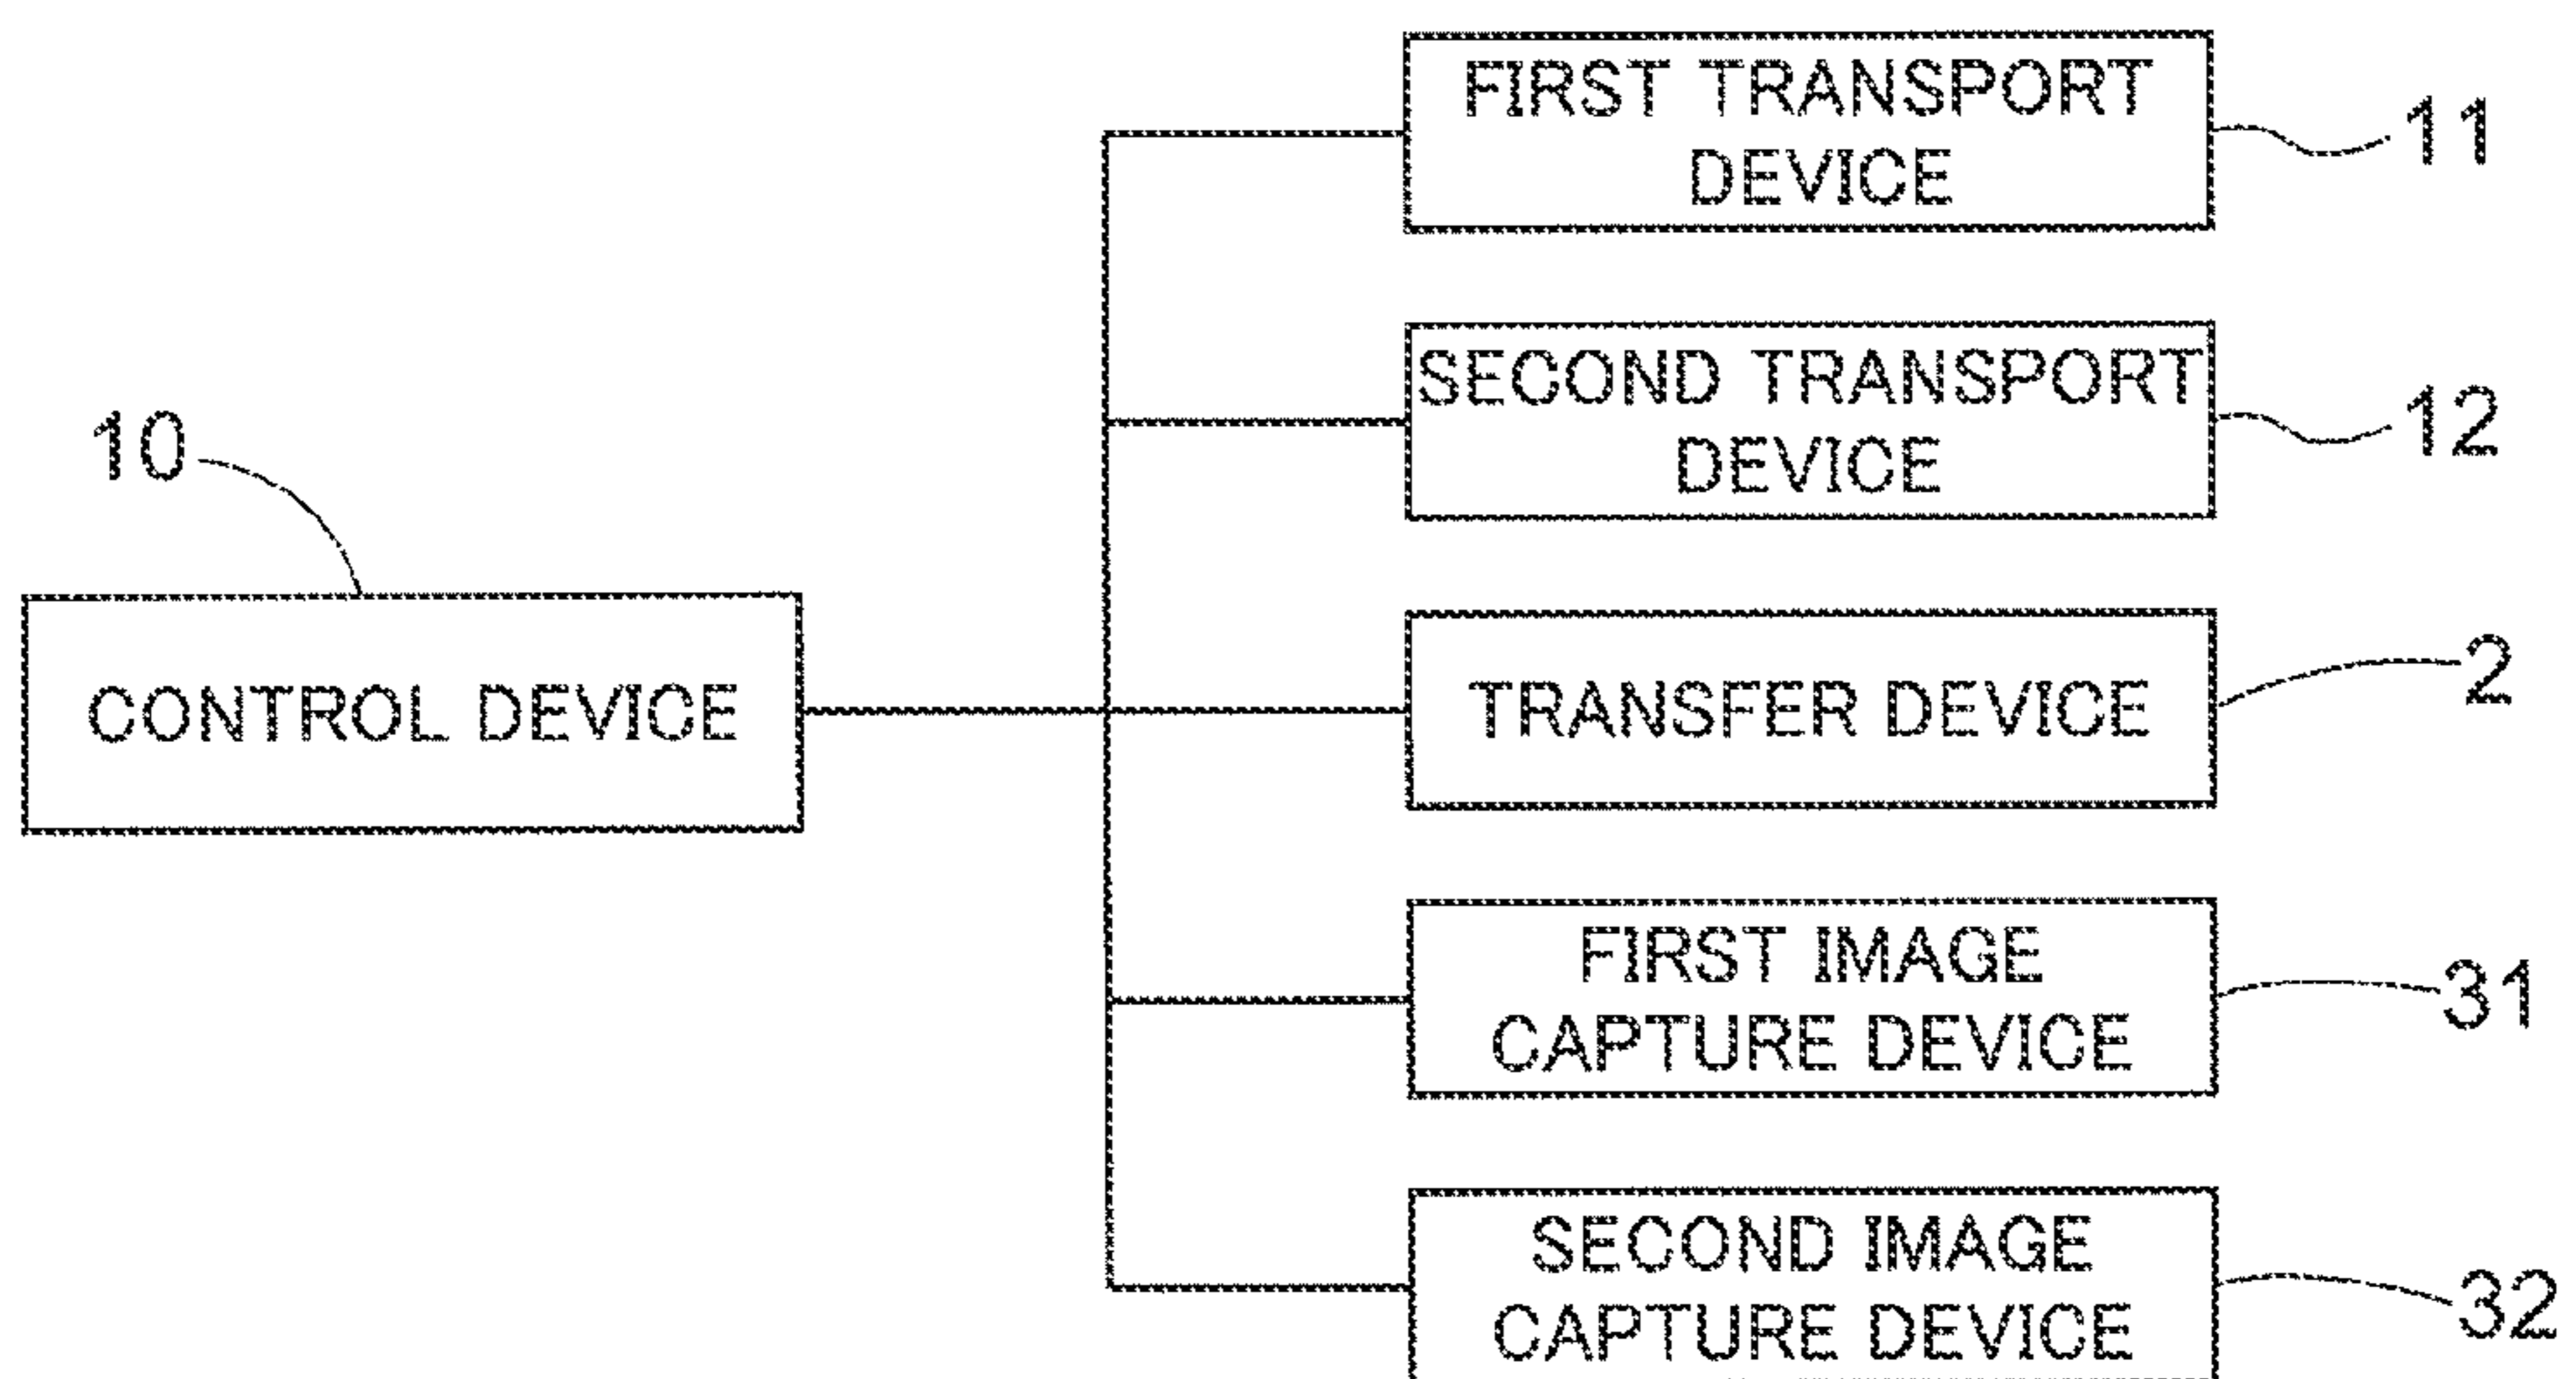 FIRST TRANSPORT
DEVICE
11
SECOND TRANSPORT
DEVICE
12
10
CONTROL DEVICE
TRANSFER DEVICE
2
FIRST IMAGE
CAPTURE DEVICE
31
SECOND IMAGE
CAPTURE DEVICE
32